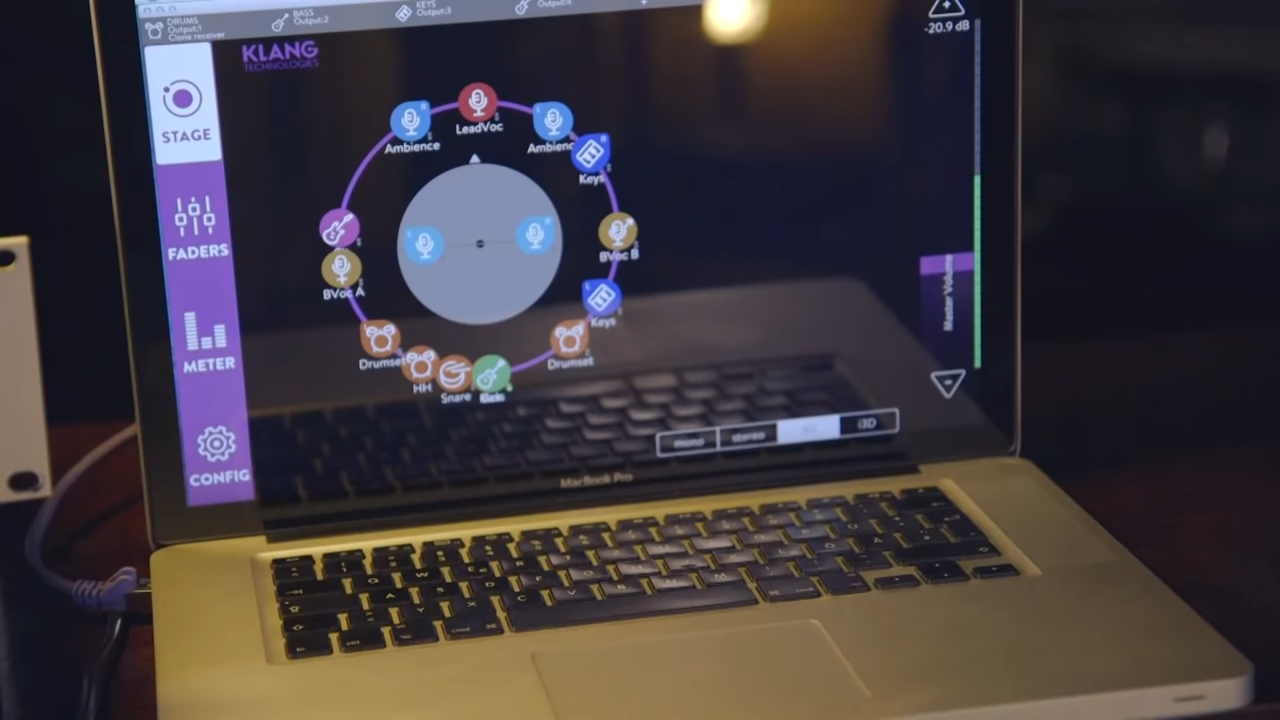 DRUMS
Output:1
Clone receiver
BASS
Output:2
KEYS
Output:3
-20.9 dB
KLANG
TECHNOLOGIES
STAGE
FADERS
METER
CONFIG
LeadVoc
Ambience
Ambience
Keys
BVoc B
BVoc A
Keys
Drumset
Drumset
HH
Snare
Master Volume
mono
stereo
i3D
MacBook Pro
cmd